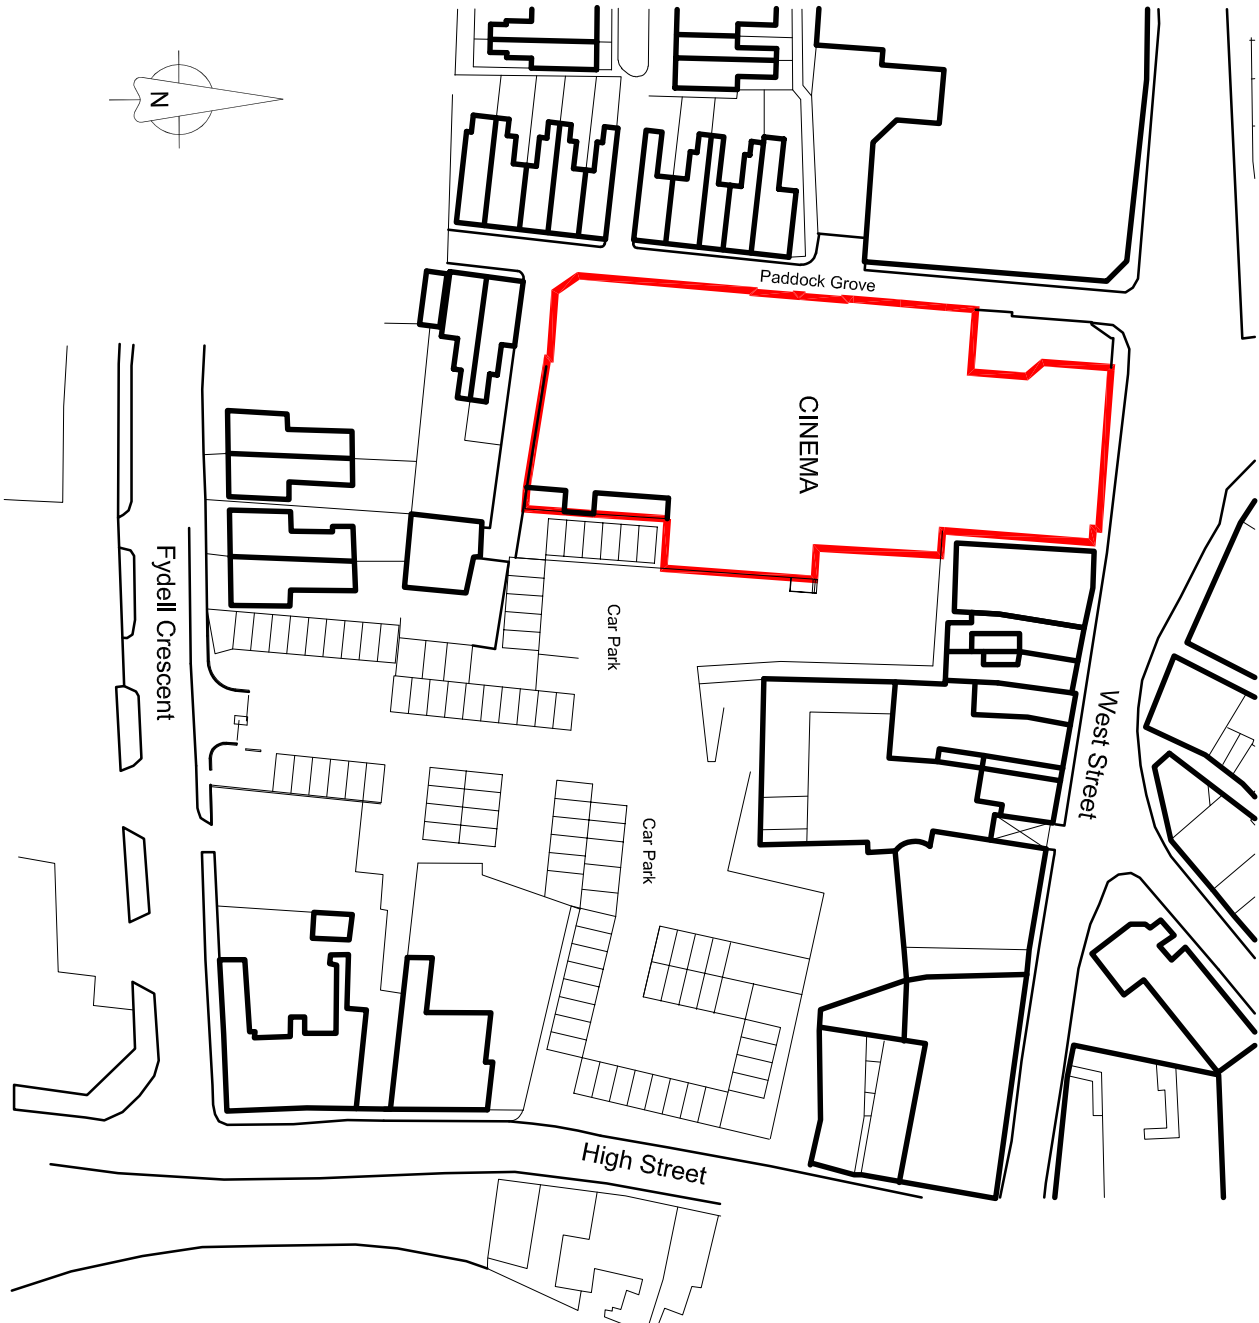 N
Paddock Grove
CINEMA
Fydell Crescent
Car Park
West Street
Car Park
High Street